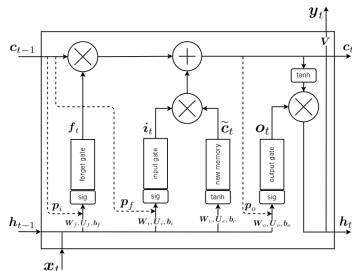 y_t
V
c_{t-1}
c_t
tanh
f_t
i_t
c̃_t
o_t
forget gate
input gate
new memory
output gate
sig
sig
tanh
sig
p_i
p_f
p_o
W_f, U_f, b_f
W_i, U_i, b_i
W_c, U_c, b_c
W_o, U_o, b_o
h_{t-1}
h_t
x_t